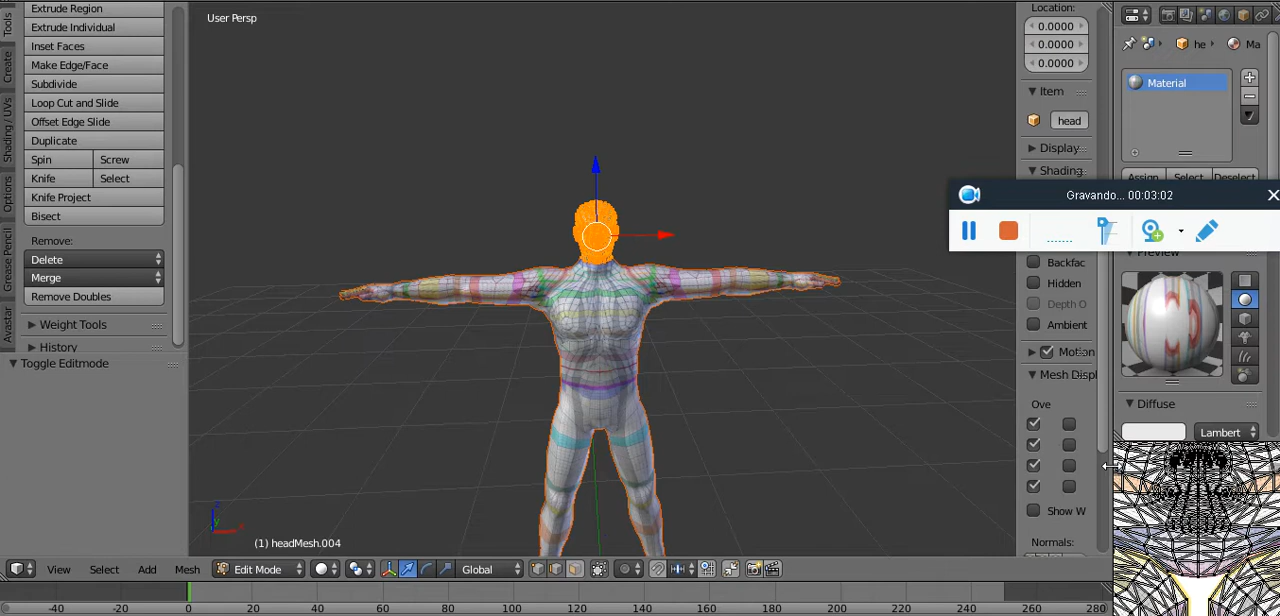 Extrude Region
Extrude Individual
Inset Faces
Make Edge/Face
Subdivide
Loop Cut and Slide
Offset Edge Slide
Duplicate
Spin Screw
Knife Select
Knife Project
Bisect
Remove:
Delete
Merge
Remove Doubles
Weight Tools
History
Toggle Editmode
Tools
Create
Shading / UVs
Options
Grease Pencil
Avastar
User Persp
(1) headMesh.004
View Select Add Mesh Edit Mode Global
-40 -20 0 20 40 60 80 100 120 140 160 180 200 220 240 260 280
Location:
0.0000
0.0000
0.0000
Item
head
Display
Shading
Backfac
Hidden
Depth O
Ambient
Motion
Mesh Displ
Ove
Show W
Normals:
he Ma
Material
Assign Select Deselect
Gravando... 00:03:02
Preview
Diffuse
Lambert